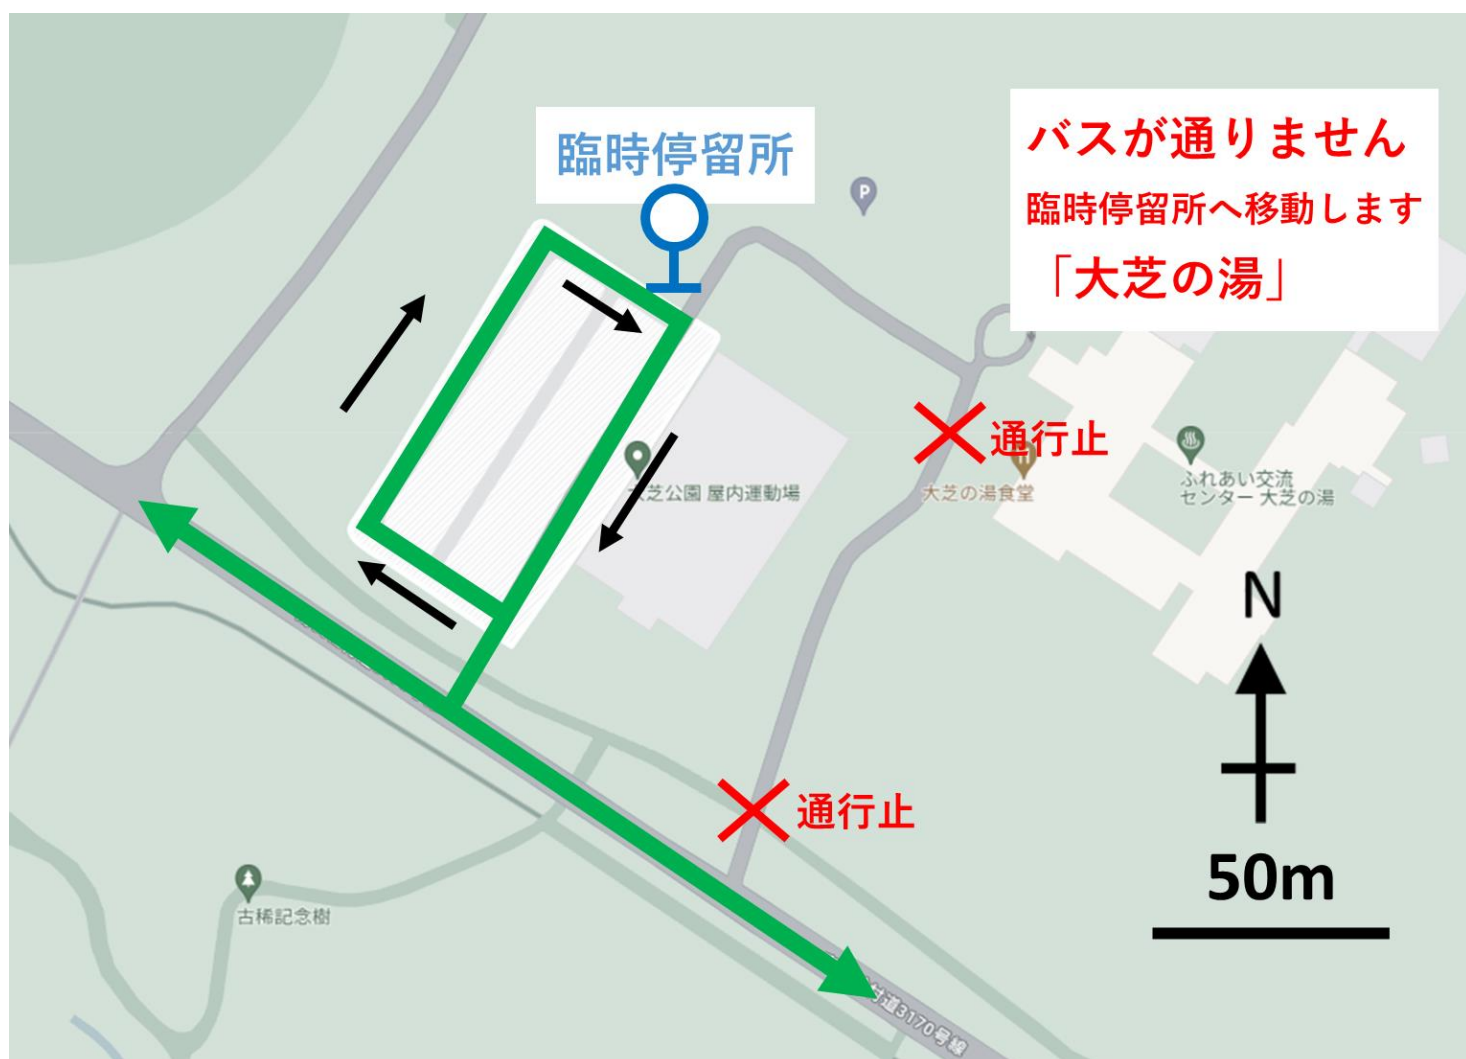 臨時停留所
バスが通りません
臨時停留所へ移動します
「大芝の湯」
P
通行止
大芝公園 屋内運動場
大芝の湯食堂
ふれあい交流
センター 大芝の湯
N
通行止
50m
古稀記念樹
村道3170号線